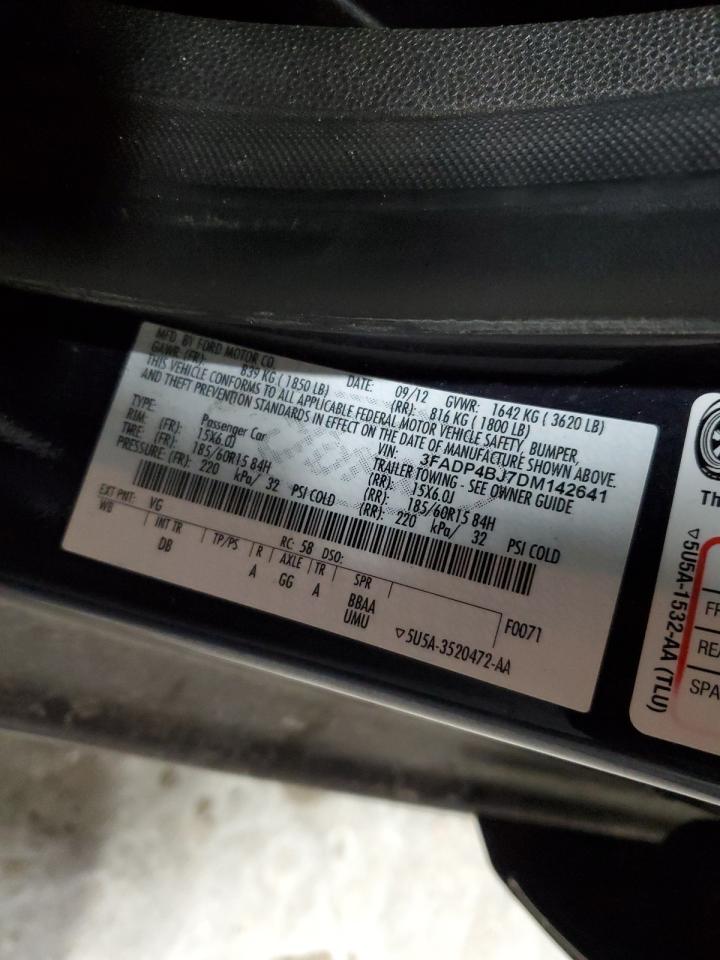 MFD. BY FORD MOTOR CO.
DATE: 09/12 GVWR: 1642 KG ( 3620 LB)
GAWR: (FR): 839 KG ( 1850 LB) (RR): 816 KG ( 1800 LB)
THIS VEHICLE CONFORMS TO ALL APPLICABLE FEDERAL MOTOR VEHICLE SAFETY, BUMPER,
AND THEFT PREVENTION STANDARDS IN EFFECT ON THE DATE OF MANUFACTURE SHOWN ABOVE.
VIN: 3FADP4BJ7DM142641
TYPE: Passenger Car TRAILER TOWING - SEE OWNER GUIDE
RIM: 15X6.0J (RR): 15X6.0J
TIRE: (FR): 185/60R15 84H (RR): 185/60R15 84H
PRESSURE: (FR): 220 kPa/ 32 PSI COLD (RR): 220 kPa/ 32 PSI COLD
EXT PNT: VG RC: 58 DSO: F0071
WB INT TR TP/PS R AXLE TR SPR
DB A GG A BBAA
UMU
▽5U5A-3520472-AA
Th
FR
REA
SPA
▽5U5A-1532-AA (TLU)